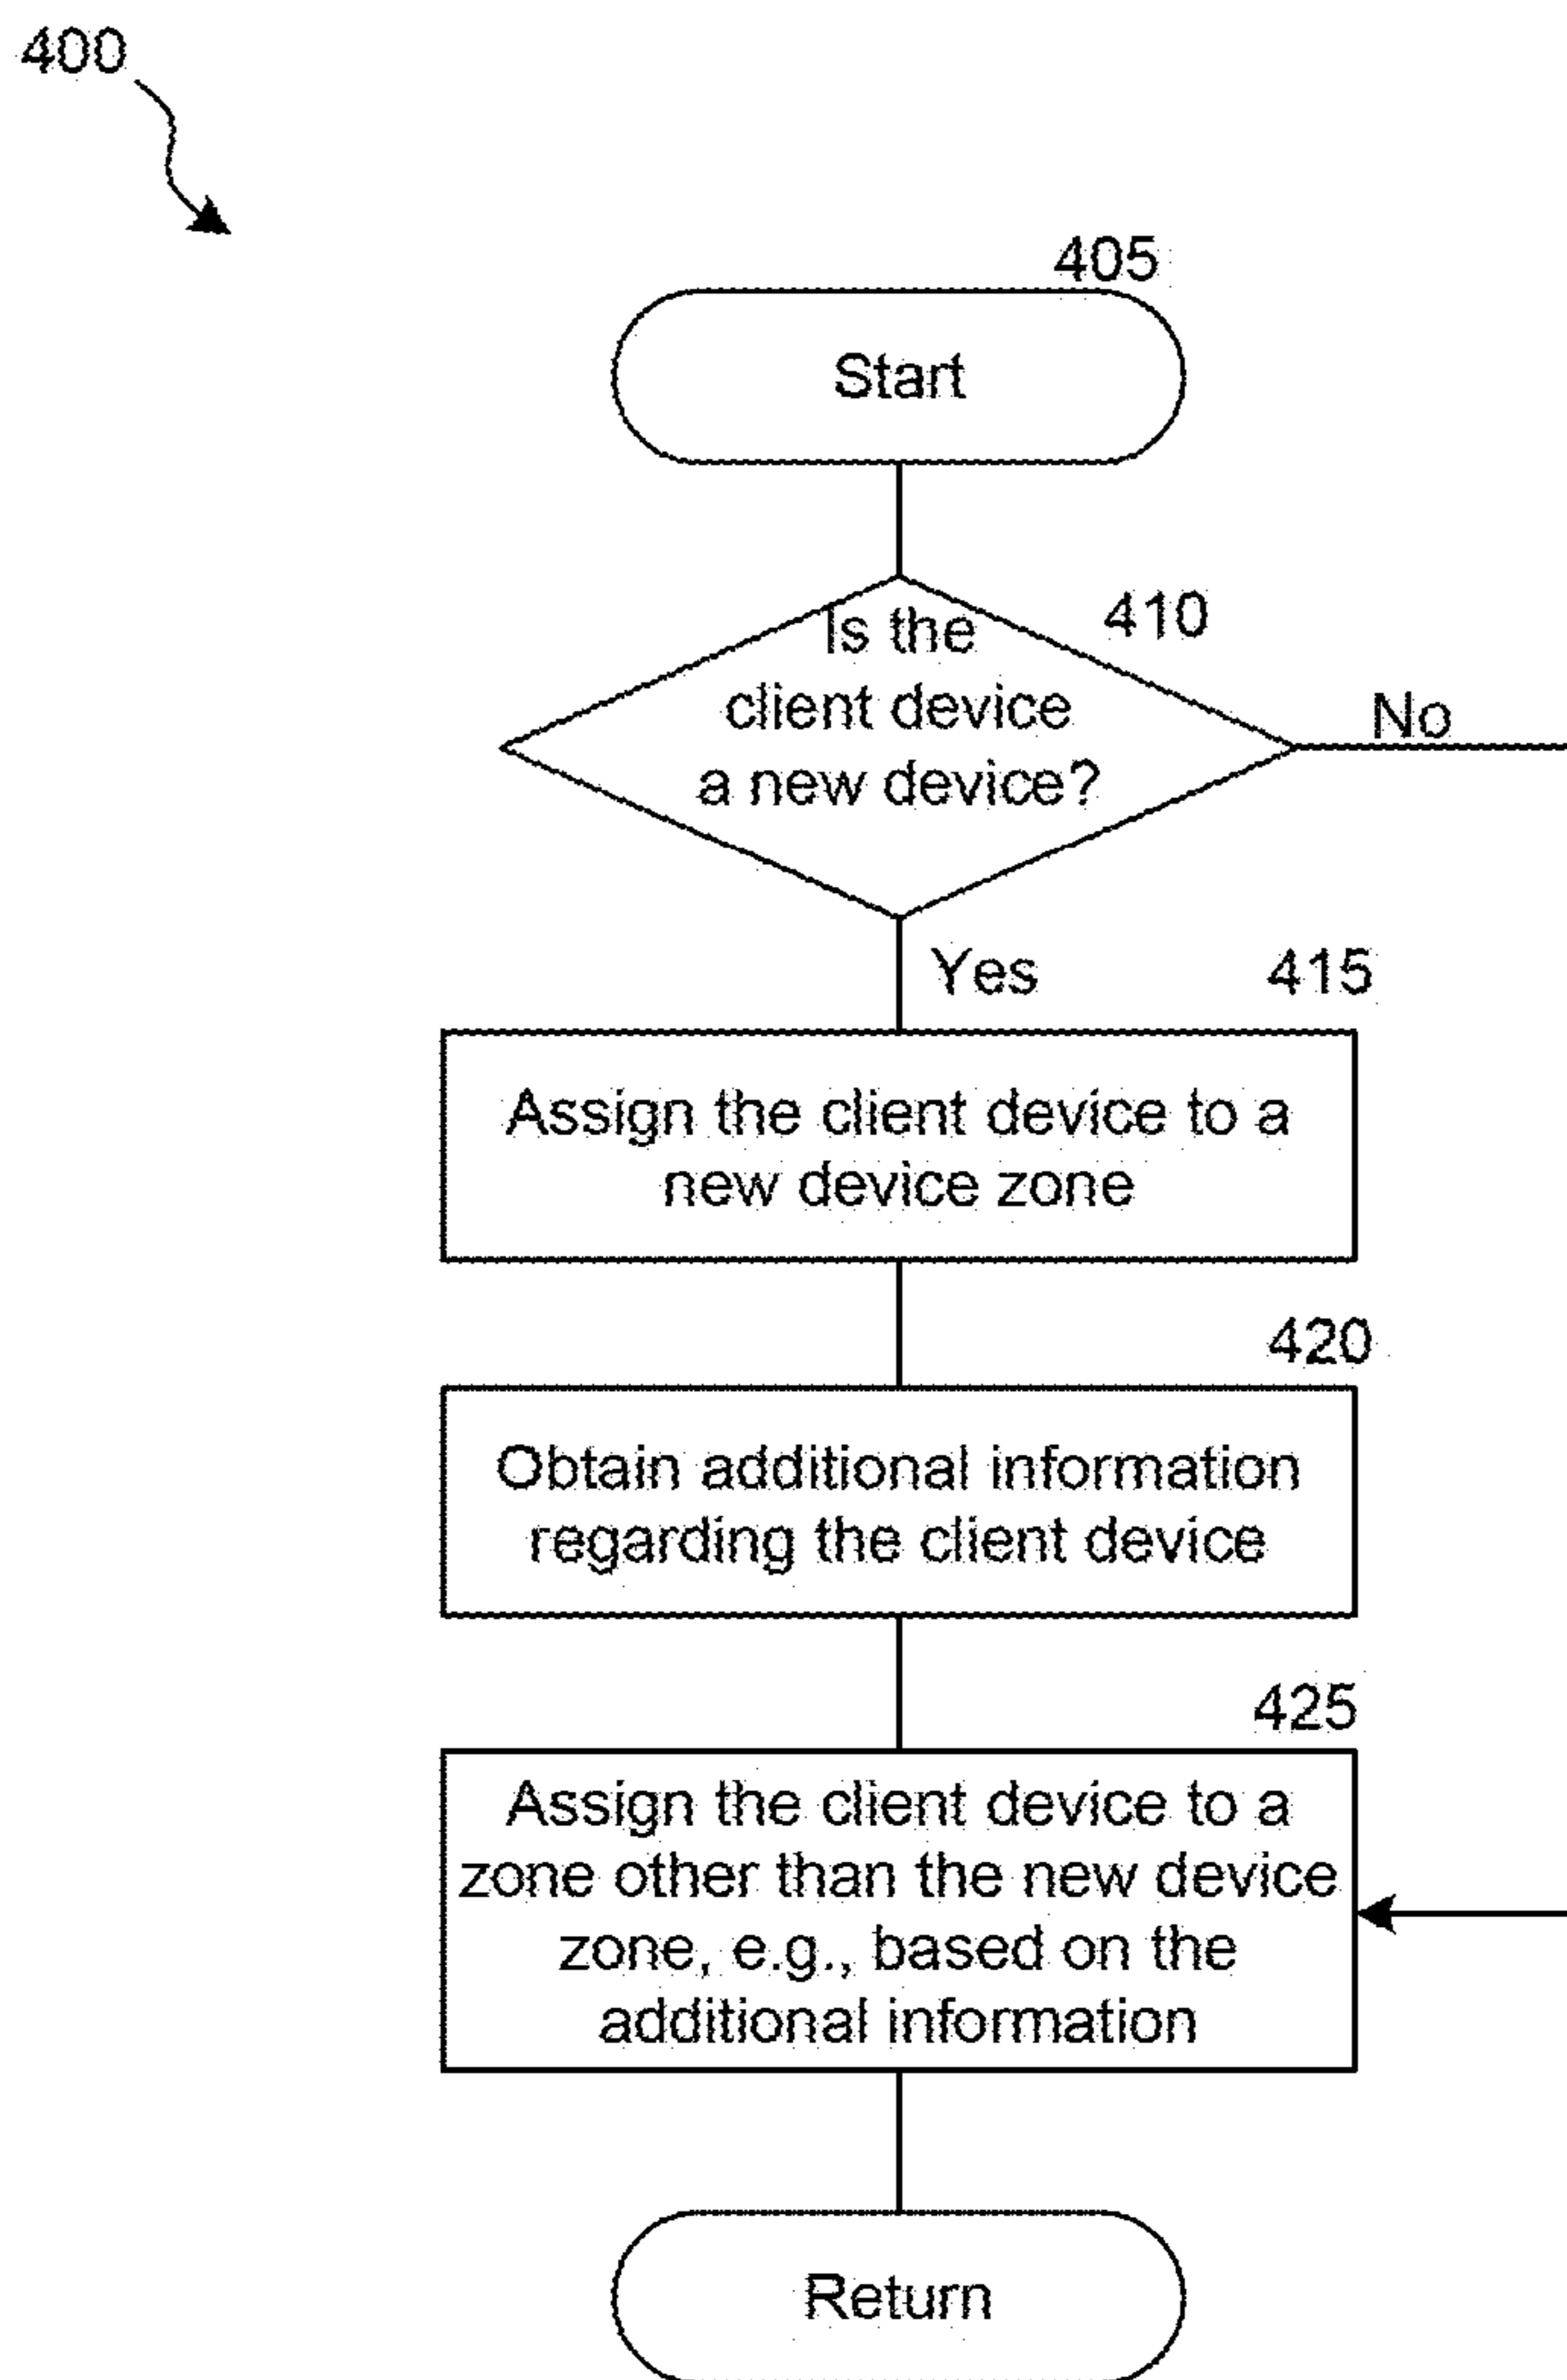 400
405
Start
410
Is the
client device
a new device?
No
Yes
415
Assign the client device to a
new device zone
420
Obtain additional information
regarding the client device
425
Assign the client device to a
zone other than the new device
zone, e.g., based on the
additional information
Return